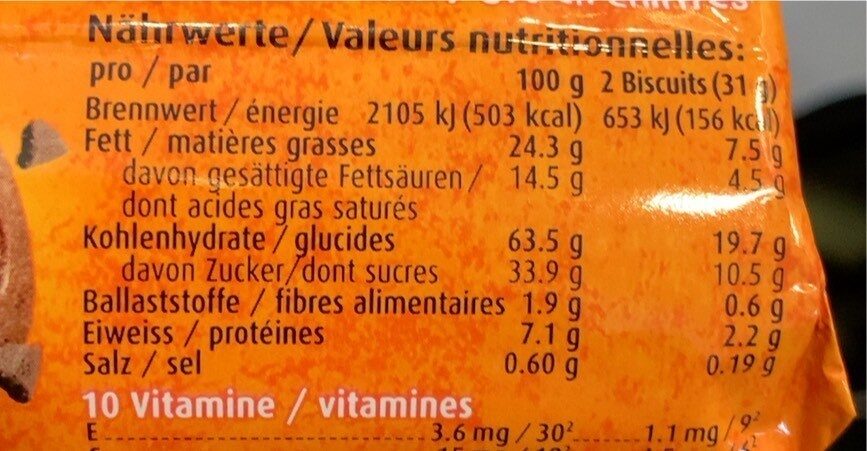 Nährwerte/Valeurs nutritionnelles:
pro / par 100 g 2 Biscuits (31 g)
Brennwert / énergie 2105 kJ (503 kcal) 653 kJ (156 kcal)
Fett / matières grasses 24.3 g 7.5 g
davon gesättigte Fettsäuren / 14.5 g 4.5 g
dont acides gras saturés
Kohlenhydrate / glucides 63.5 g 19.7 g
davon Zucker/dont sucres 33.9 g 10.5 g
Ballaststoffe / fibres alimentaires 1.9 g 0.6 g
Eiweiss / protéines 7.1 g 2.2 g
Salz / sel 0.60 g 0.19 g
10 Vitamine / vitamines
E 3.6 mg / 30² 1.1 mg/9²